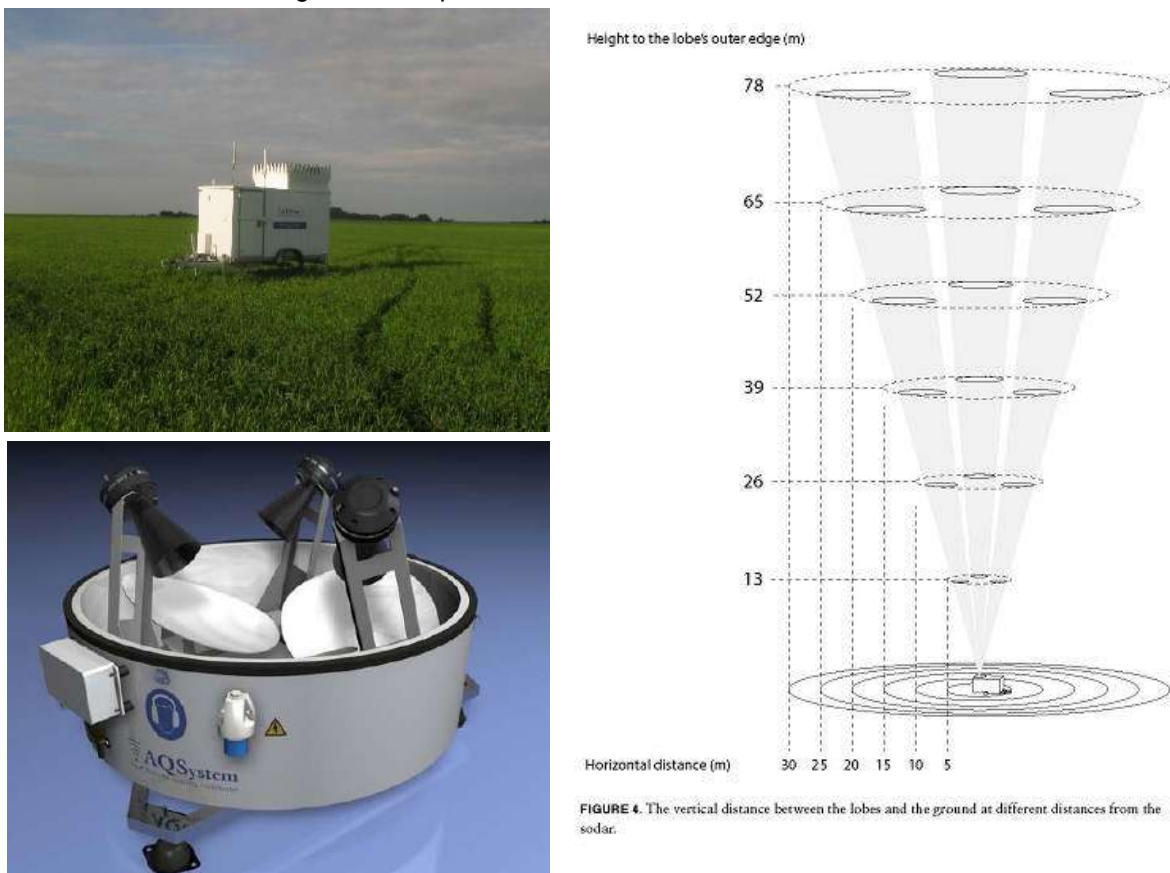 Height to the lobe's outer edge (m)
78
65
52
39
26
13
Horizontal distance (m) 30 25 20 15 10 5
FIGURE 4. The vertical distance between the lobes and the ground at different distances from the
sodar.
AQSystem